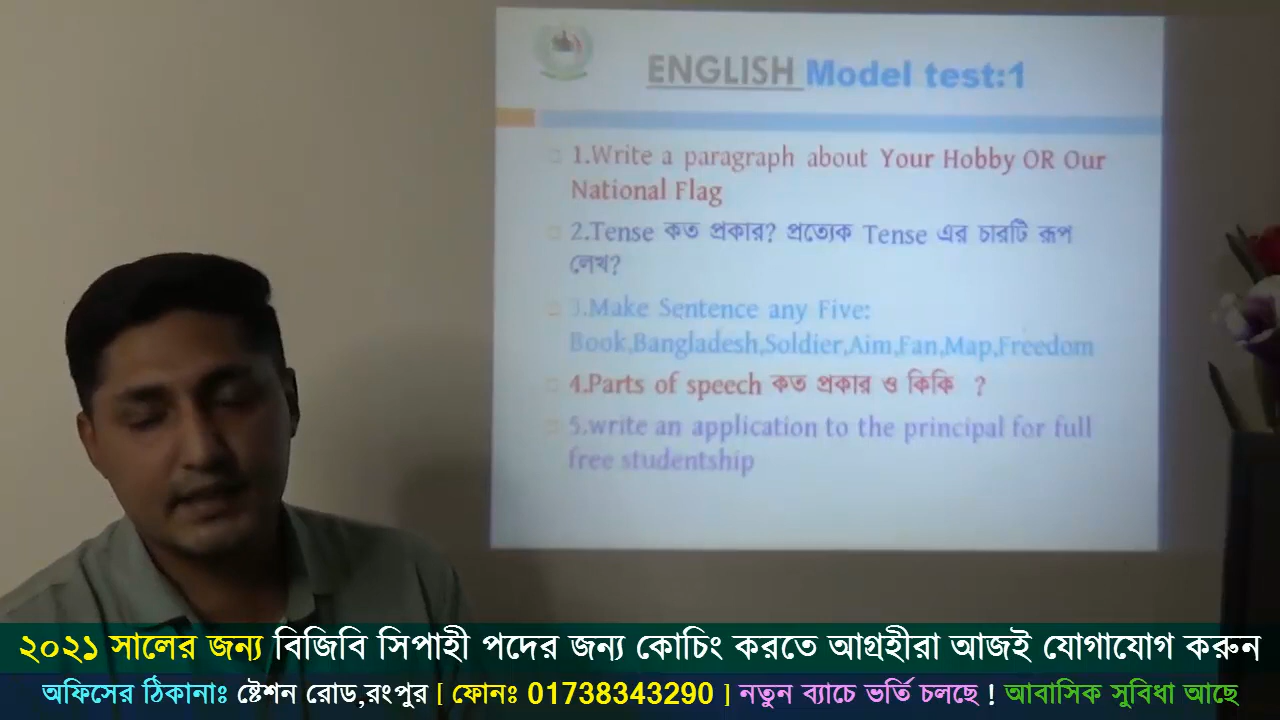 ENGLISH Model test:1
1.Write a paragraph about Your Hobby OR Our
National Flag
2.Tense কত প্রকার? প্রত্যেক Tense এর চারটি রূপ
লেখ?
3.Make Sentence any Five:
Book,Bangladesh,Soldier,Aim,Fan,Map,Freedom
4.Parts of speech কত প্রকার ও কিকি ?
5.write an application to the principal for full
free studentship
২০২১ সালের জন্য বিজিবি সিপাহী পদের জন্য কোচিং করতে আগ্রহীরা আজই যোগাযোগ করুন
অফিসের ঠিকানাঃ ষ্টেশন রোড,রংপুর [ ফোনঃ 01738343290 ] নতুন ব্যাচে ভর্তি চলছে ! আবাসিক সুবিধা আছে